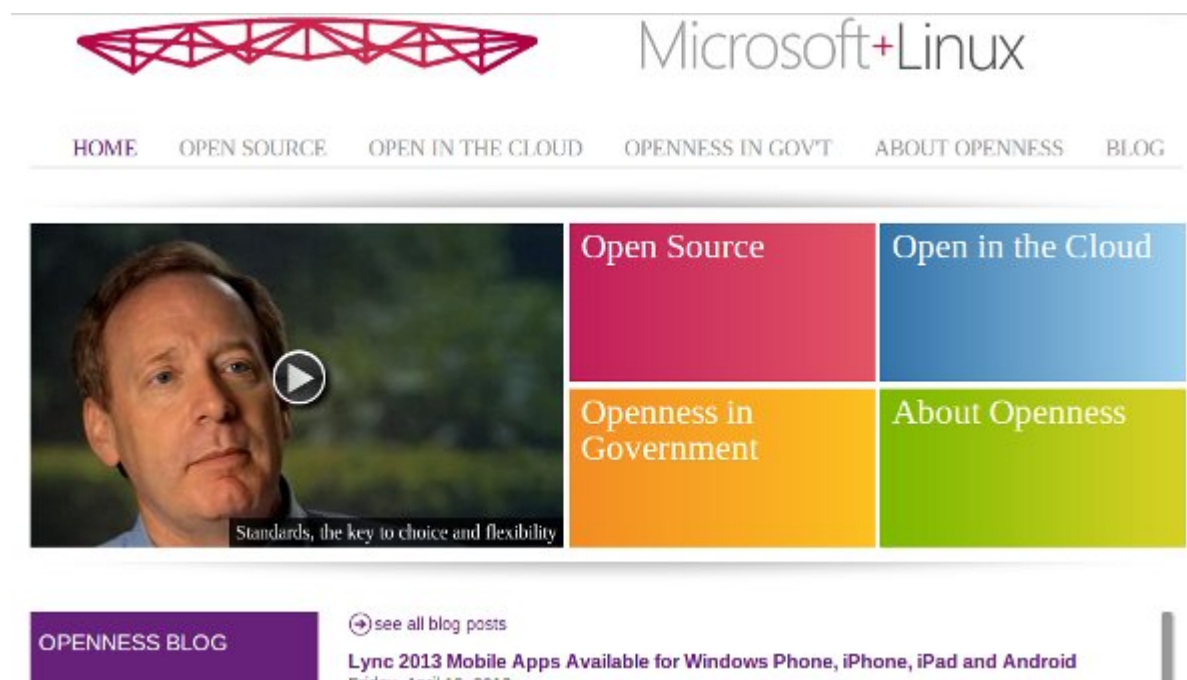 Microsoft+Linux
HOME OPEN SOURCE OPEN IN THE CLOUD OPENNESS IN GOV'T ABOUT OPENNESS BLOG
Open Source
Open in the Cloud
Openness in
Government
About Openness
Standards, the key to choice and flexibility
OPENNESS BLOG
see all blog posts
Lync 2013 Mobile Apps Available for Windows Phone, iPhone, iPad and Android